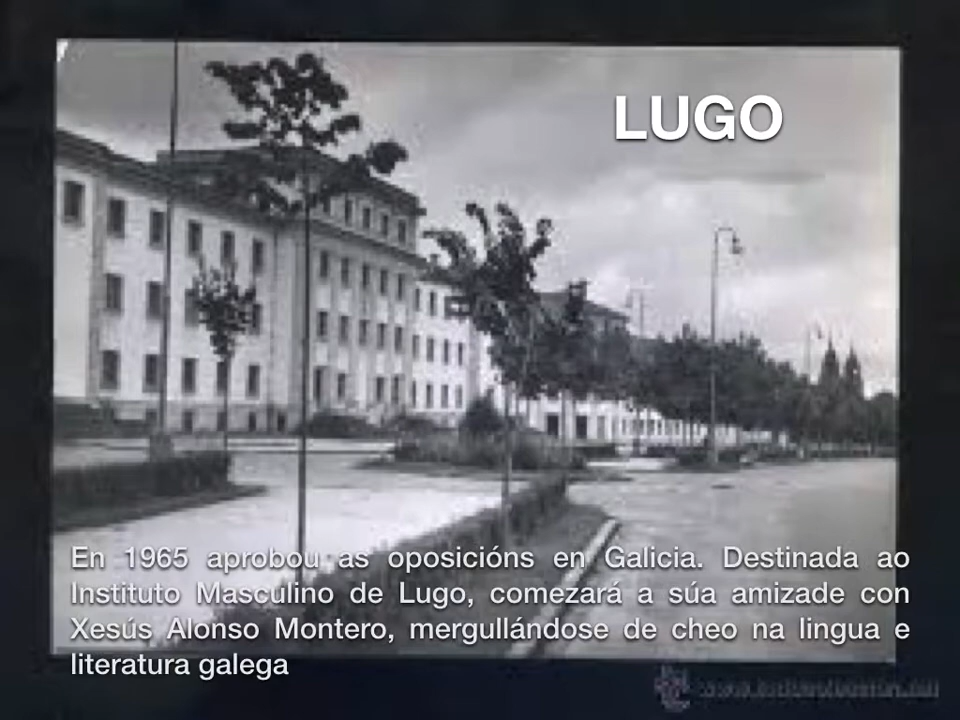 LUGO
En 1965 aprobou as oposicións en Galicia. Destinada ao
Instituto Masculino de Lugo, comezará a súa amizade con
Xesús Alonso Montero, mergullándose de cheo na lingua e
literatura galega